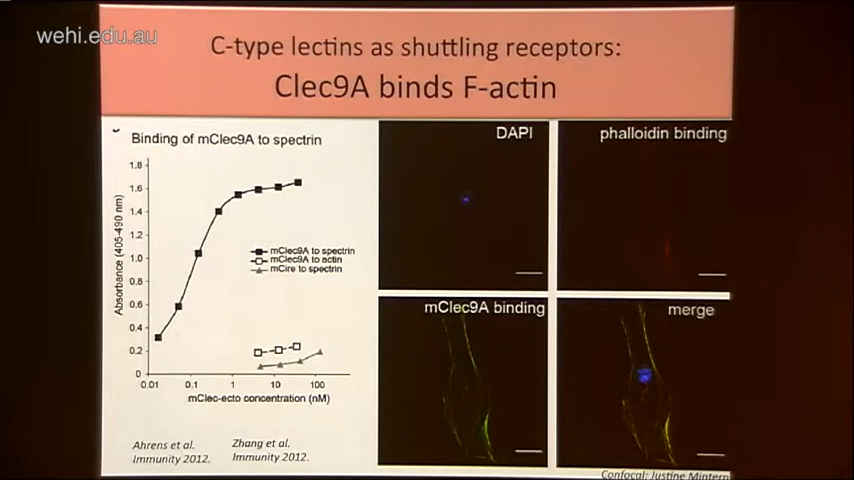 wehi.edu.au
C-type lectins as shuttling receptors:
Clec9A binds F-actin
Binding of mClec9A to spectrin
1.8
1.6
1.4
1.2
1.0
0.8
0.6
0.4
0.2
0
Absorbance (405-490 nm)
mClec9A to spectrin
mClec9A to actin
mCire to spectrin
0.01 0.1 1 10 100
mClec-ecto concentration (nM)
Ahrens et al.
Immunity 2012.
Zhang et al.
Immunity 2012.
DAPI
phalloidin binding
mClec9A binding
merge
Confocal: Justine Mintern